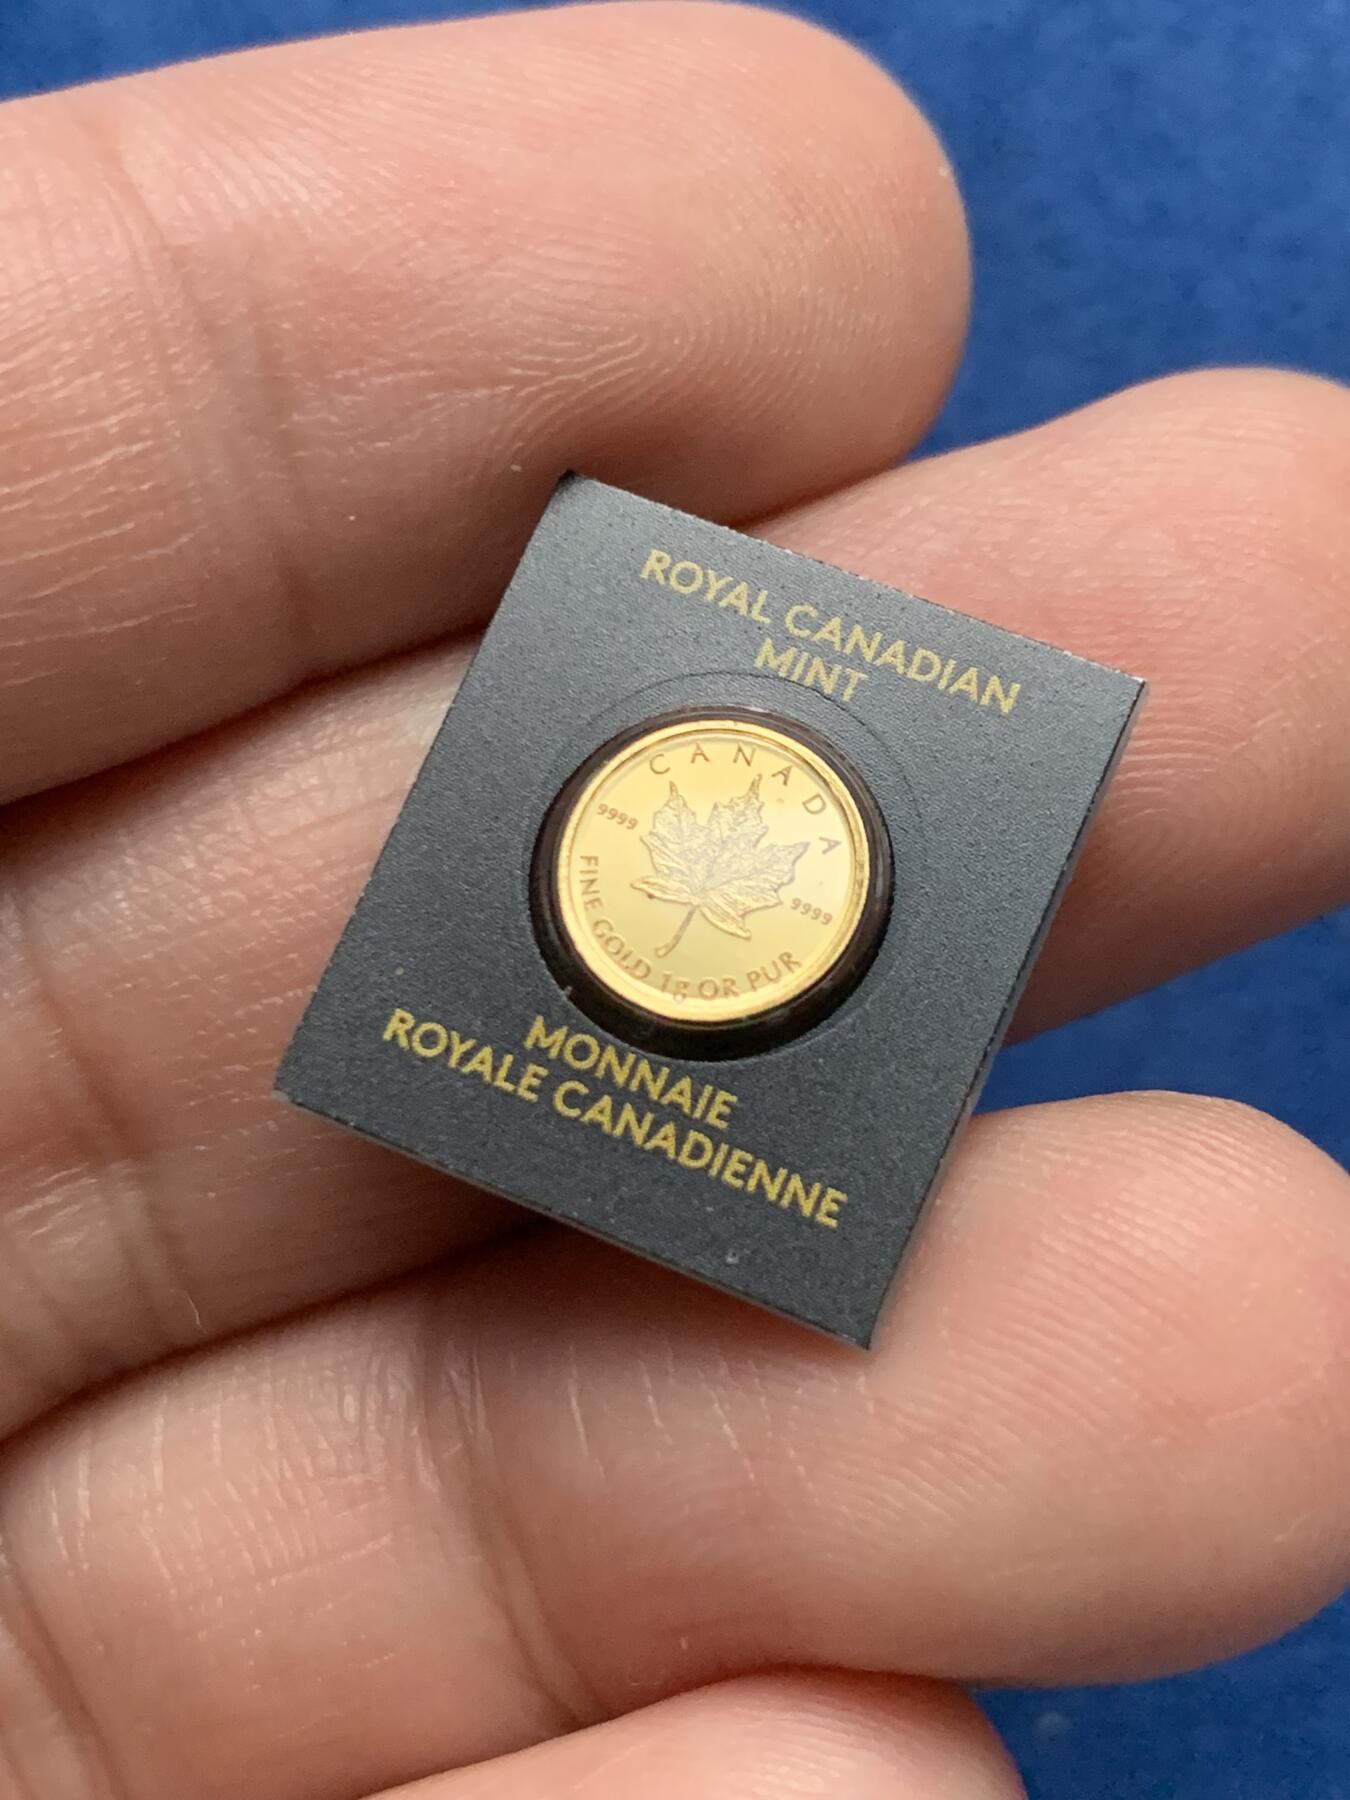 ROYAL CANADIAN
MINT
CANADA
9999
9999
FINE GOLD 1g OR PUR
MONNAIE
ROYALE CANADIENNE